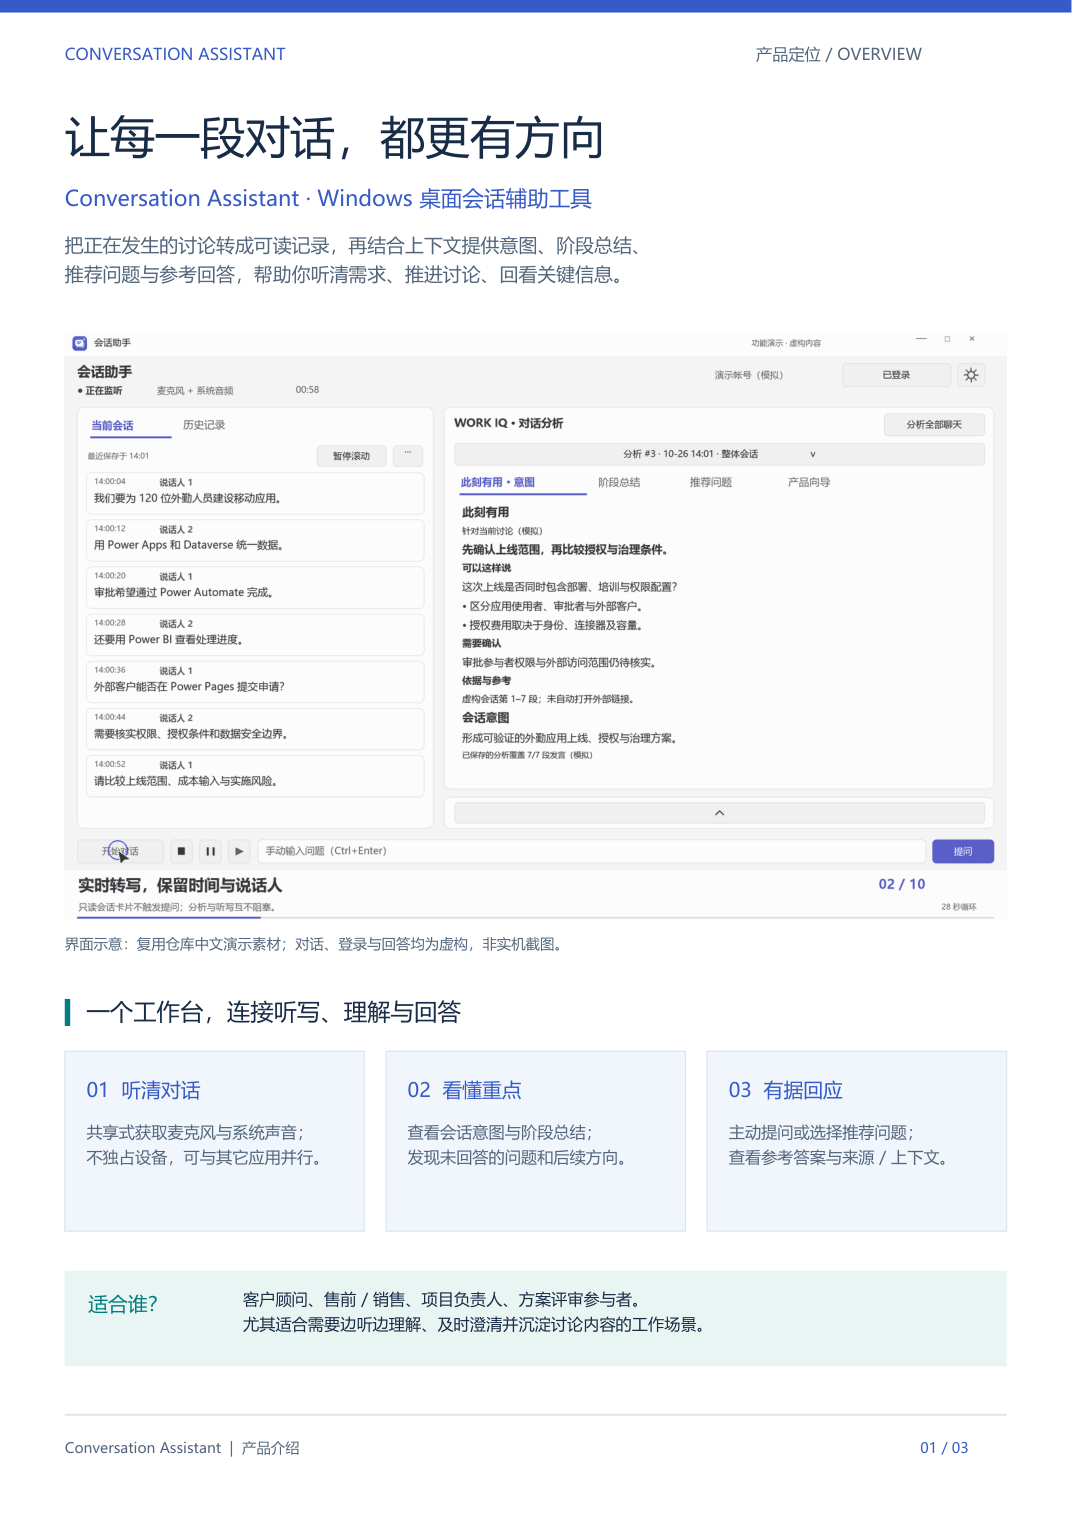 CONVERSATION ASSISTANT
产品定位 / OVERVIEW
让每一段对话，都更有方向
Conversation Assistant · Windows 桌面会话辅助工具
把正在发生的讨论转成可读记录，再结合上下文提供意图、阶段总结、
推荐问题与参考回答，帮助你听清需求、推进讨论、回看关键信息。
会话助手
功能演示 · 虚构内容
会话助手
• 正在监听 麦克风 + 系统音频 00:58
演示帐号（模拟） 已登录
当前会话 历史记录
最近保存于 14:01 暂停滚动 ...
14:00:04 说话人 1
我们要为 120 位外勤人员建设移动应用。
14:00:12 说话人 2
用 Power Apps 和 Dataverse 统一数据。
14:00:20 说话人 1
审批希望通过 Power Automate 完成。
14:00:28 说话人 2
还要用 Power BI 查看处理进度。
14:00:36 说话人 1
外部客户能否在 Power Pages 提交申请？
14:00:44 说话人 2
需要核实权限、授权条件和数据安全边界。
14:00:52 说话人 1
请比较上线范围、成本输入与实施风险。
WORK IQ • 对话分析 分析全部聊天
分析 #3 · 10-26 14:01 · 整体会话 v
此刻有用 • 意图 阶段总结 推荐问题 产品向导
此刻有用
针对当前讨论（模拟）
先确认上线范围，再比较授权与治理条件。
可以这样说
这次上线是否同时包含部署、培训与权限配置？
• 区分应用使用者、审批者与外部客户。
• 授权费用取决于身份、连接器及容量。
需要确认
审批参与者权限与外部访问范围仍待核实。
依据与参考
虚构会话第 1–7 段；未自动打开外部链接。
会话意图
形成可验证的外勤应用上线、授权与治理方案。
已保存的分析覆盖 7/7 段发言（模拟）
开始对话 手动输入问题（Ctrl+Enter） 提问
实时转写，保留时间与说话人 02 / 10
只读会话卡片不触发提问；分析与听写互不阻塞。 28 秒循环
界面示意：复用仓库中文演示素材；对话、登录与回答均为虚构，非实机截图。
一个工作台，连接听写、理解与回答
01 听清对话
共享式获取麦克风与系统声音；
不独占设备，可与其它应用并行。
02 看懂重点
查看会话意图与阶段总结；
发现未回答的问题和后续方向。
03 有据回应
主动提问或选择推荐问题；
查看参考答案与来源 / 上下文。
适合谁？
客户顾问、售前 / 销售、项目负责人、方案评审参与者。
尤其适合需要边听边理解、及时澄清并沉淀讨论内容的工作场景。
Conversation Assistant | 产品介绍
01 / 03